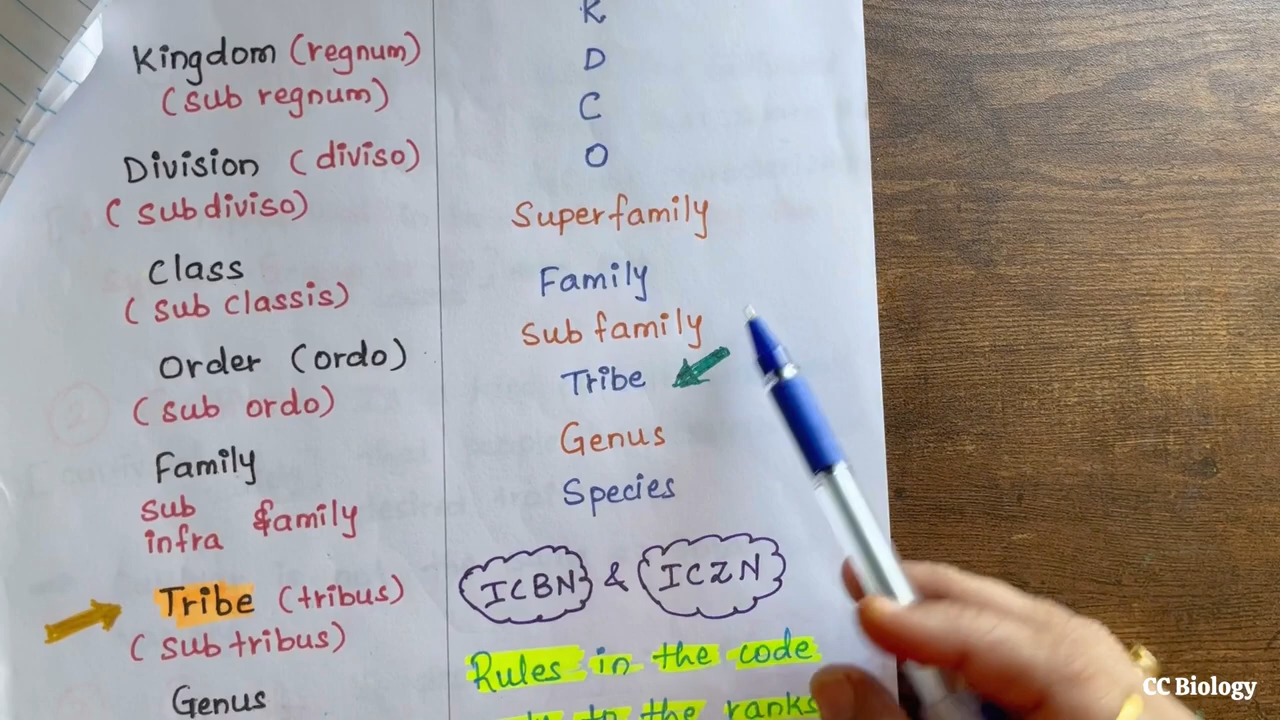 Kingdom (regnum)
(sub regnum)
Division (diviso)
(subdiviso)
Class
(sub classis)
Order (ordo)
(sub ordo)
Family
sub
infra family
Tribe (tribus)
(subtribus)
Genus
K
D
C
O
Superfamily
Family
Sub family
Tribe
Genus
Species
ICBN & ICZN
Rules in the code
to the ranks
CC Biology